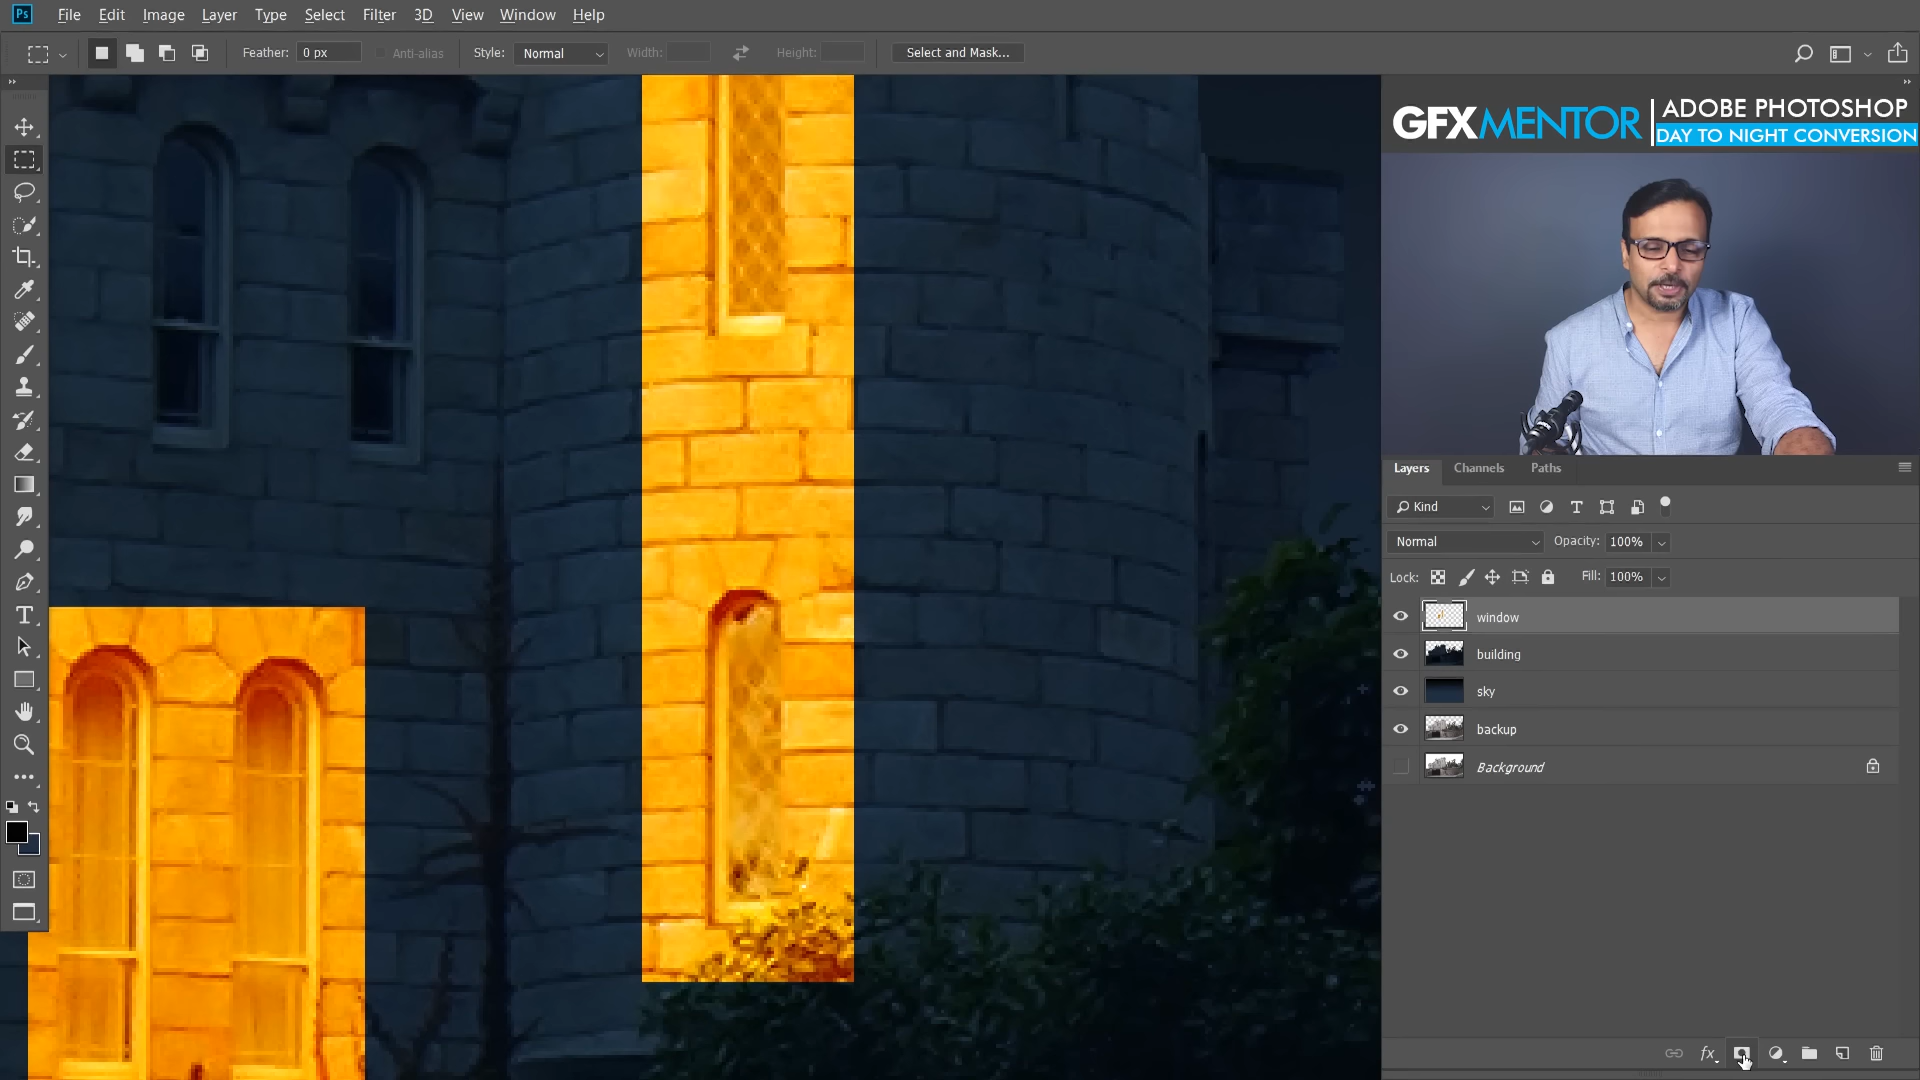 Ps File Edit Image Layer Type Select Filter 3D View Window Help
Feather: 0 px Anti-alias Style: Normal Width: Height: Select and Mask...
GFXMENTOR
ADOBE PHOTOSHOP
DAY TO NIGHT CONVERSION
Layers Channels Paths
Kind
Normal Opacity: 100%
Lock: Fill: 100%
window
building
sky
backup
Background
fx